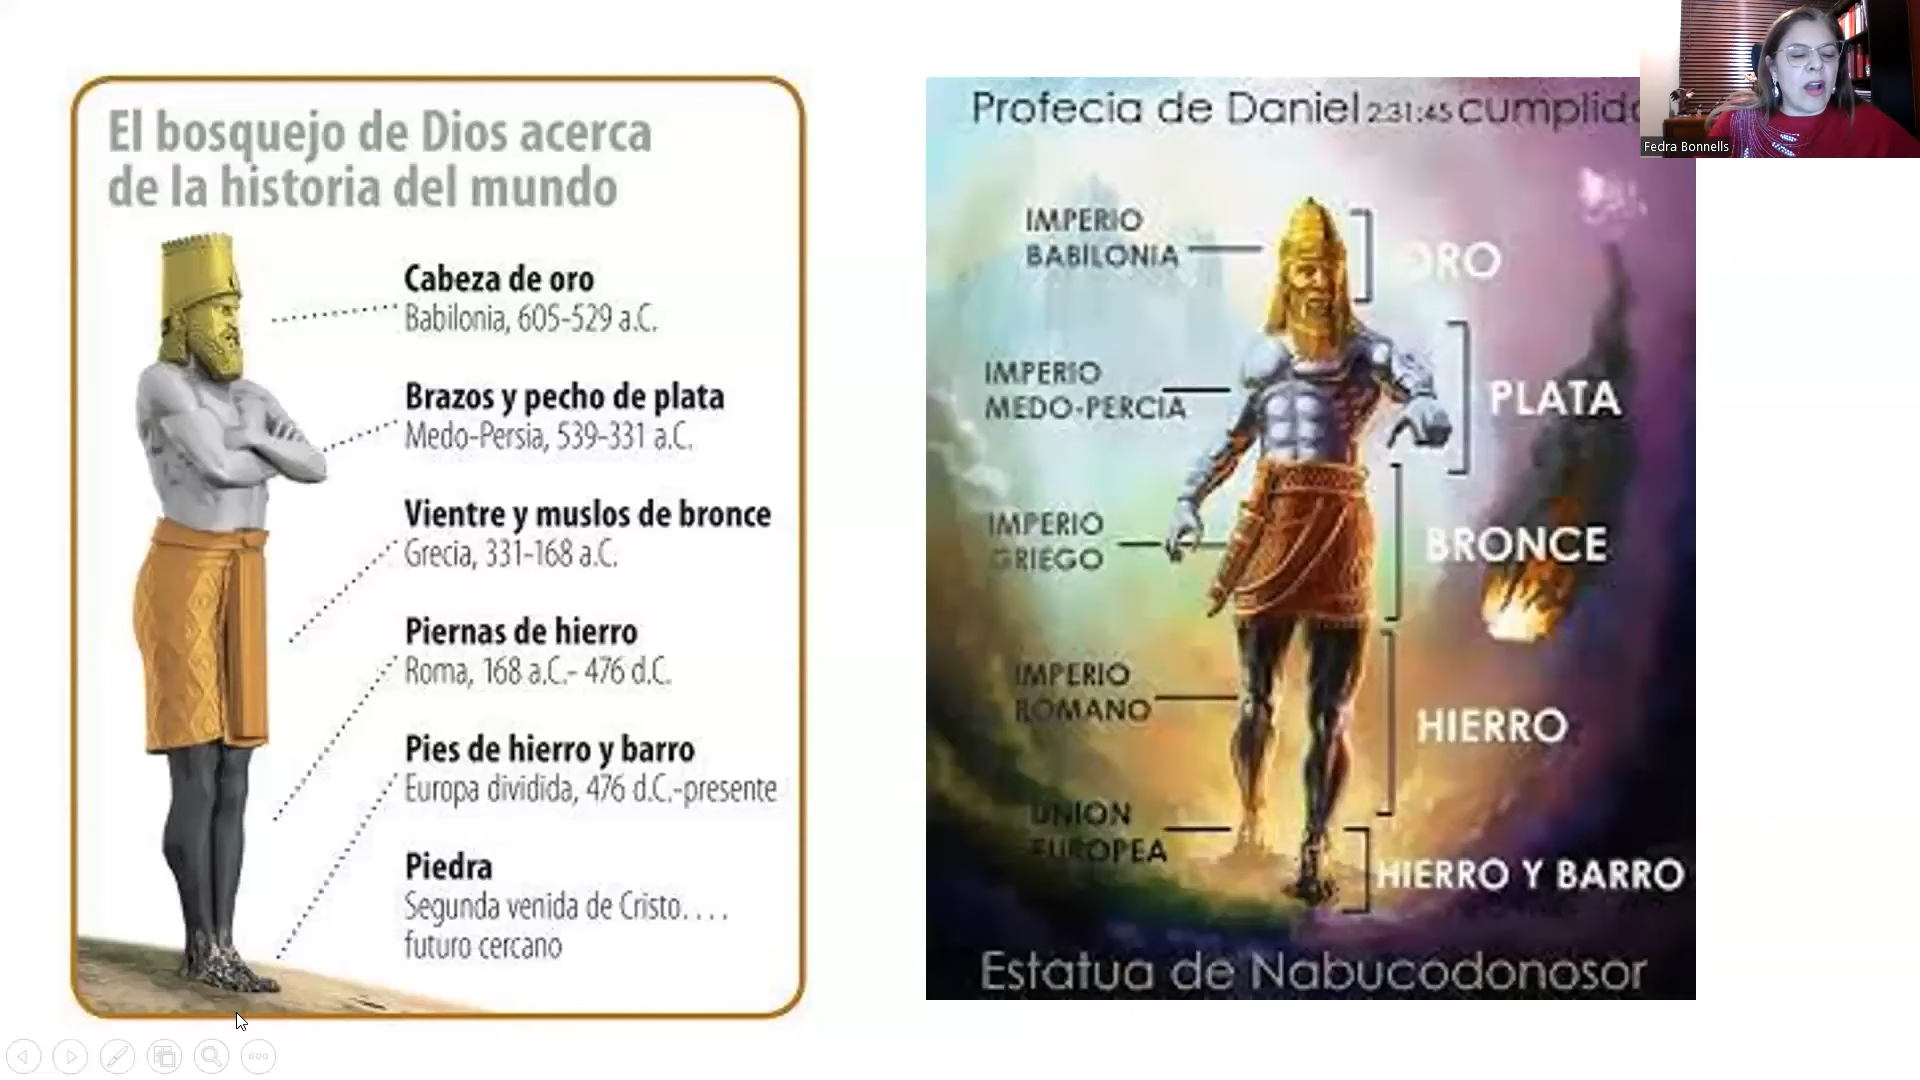 El bosquejo de Dios acerca
de la historia del mundo
Cabeza de oro
Babilonia, 605-529 a.C.
Brazos y pecho de plata
Medo-Persia, 539-331 a.C.
Vientre y muslos de bronce
Grecia, 331-168 a.C.
Piernas de hierro
Roma, 168 a.C.- 476 d.C.
Pies de hierro y barro
Europa dividida, 476 d.C.-presente
Piedra
Segunda venida de Cristo. . . .
futuro cercano
Profecia de Daniel 2:31:45 cumplida
IMPERIO
BABILONIA
ORO
IMPERIO
MEDO-PERCIA
PLATA
IMPERIO
GRIEGO
BRONCE
IMPERIO
ROMANO
HIERRO
UNION
EUROPEA
HIERRO Y BARRO
Estatua de Nabucodonosor
Fedra Bonnells